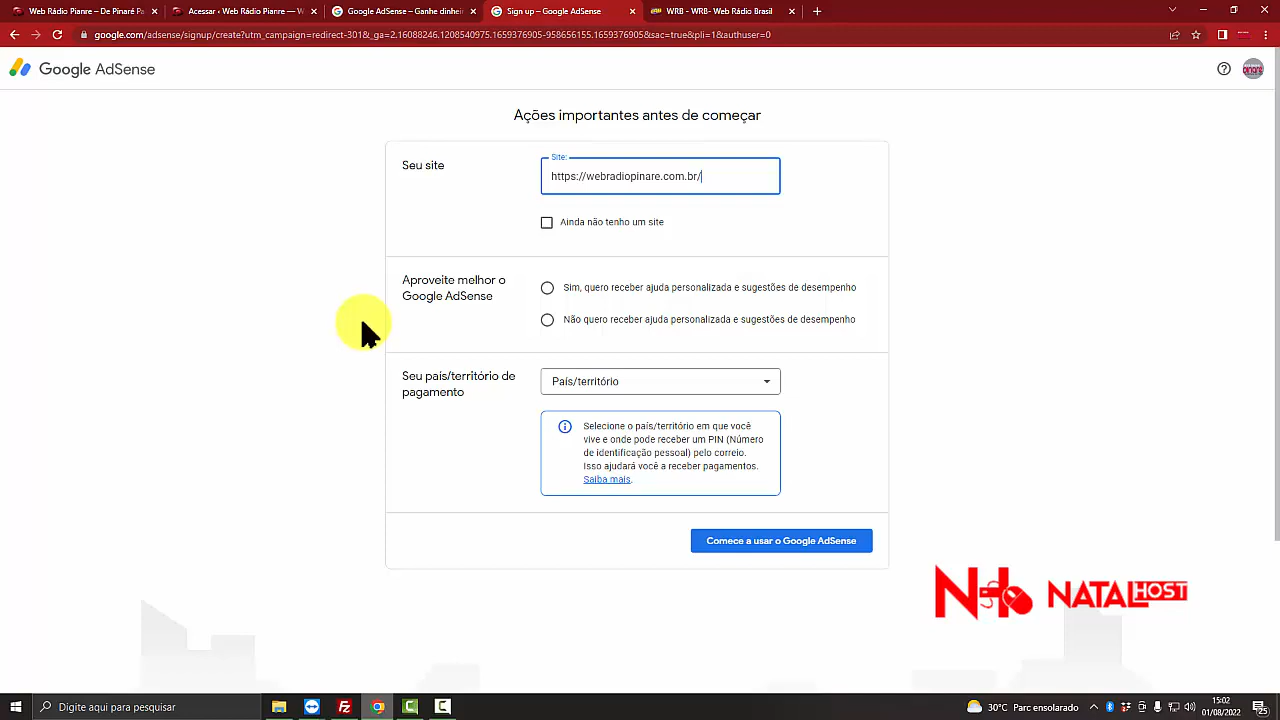 Web Rádio Pianre – De Pinaré Pa
Acessar ‹ Web Rádio Pianre — W
Google AdSense – Ganhe dinhei
Sign up – Google AdSense
WRB - WRB- Web Rádio Brasil
google.com/adsense/signup/create?utm_campaign=redirect-301&_ga=2.16088246.1208540975.1659376905-958656155.1659376905&sac=true&pli=1&authuser=0
Google AdSense
Ações importantes antes de começar
Seu site
Site:
https://webradiopinare.com.br/
Ainda não tenho um site
Aproveite melhor o
Google AdSense
Sim, quero receber ajuda personalizada e sugestões de desempenho
Não quero receber ajuda personalizada e sugestões de desempenho
Seu país/território de
pagamento
País/território
Selecione o país/território em que você
vive e onde pode receber um PIN (Número
de identificação pessoal) pelo correio.
Isso ajudará você a receber pagamentos.
Saiba mais.
Comece a usar o Google AdSense
NATALHOST
Digite aqui para pesquisar
30°C Parc ensolarado
15:02
01/08/2022